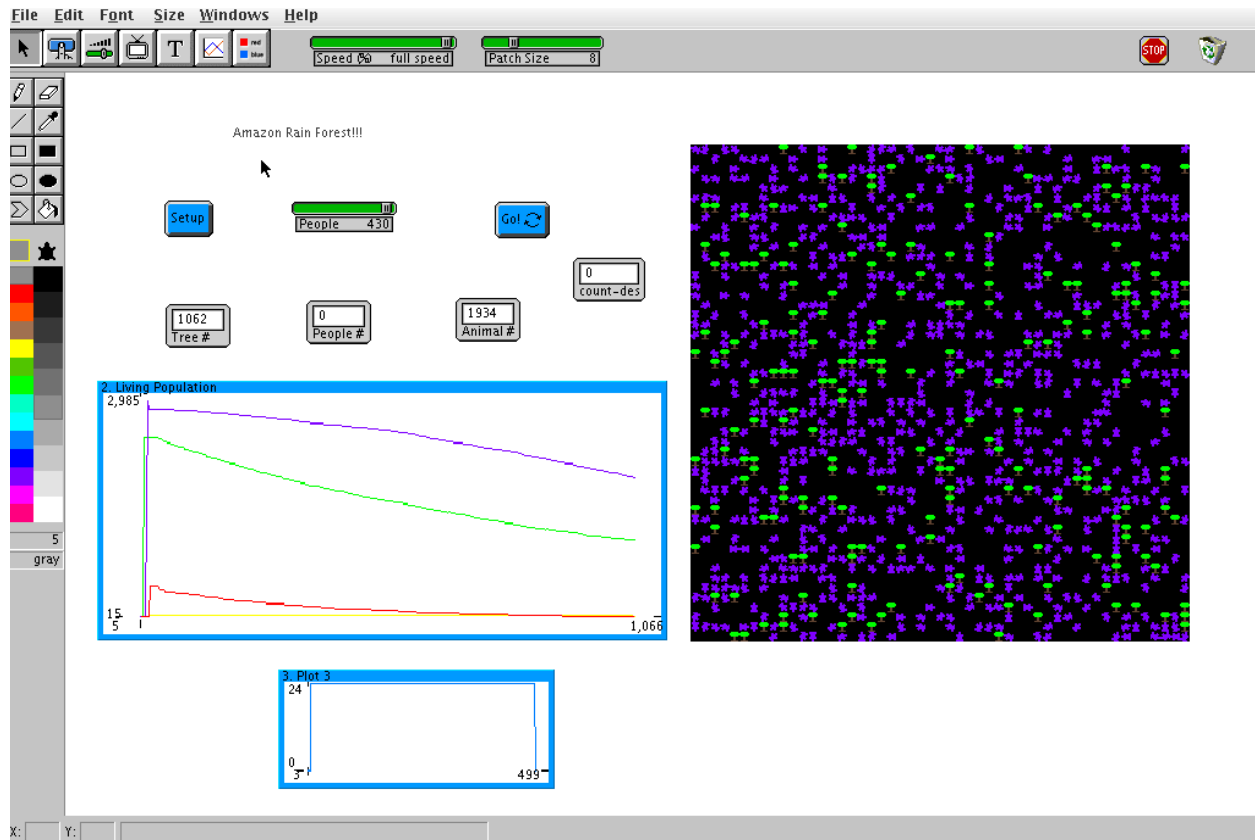 File Edit Font Size Windows Help
T
red
blue
Speed (%) full speed
Patch Size 8
STOP
Amazon Rain Forest!!!
Setup
People 430
Go!
0
count-des
1062
Tree #
0
People #
1934
Animal #
2. Living Population
2,985
15
5
1,066
5
gray
3. Plot 3
24
0
3
499
X:
Y: